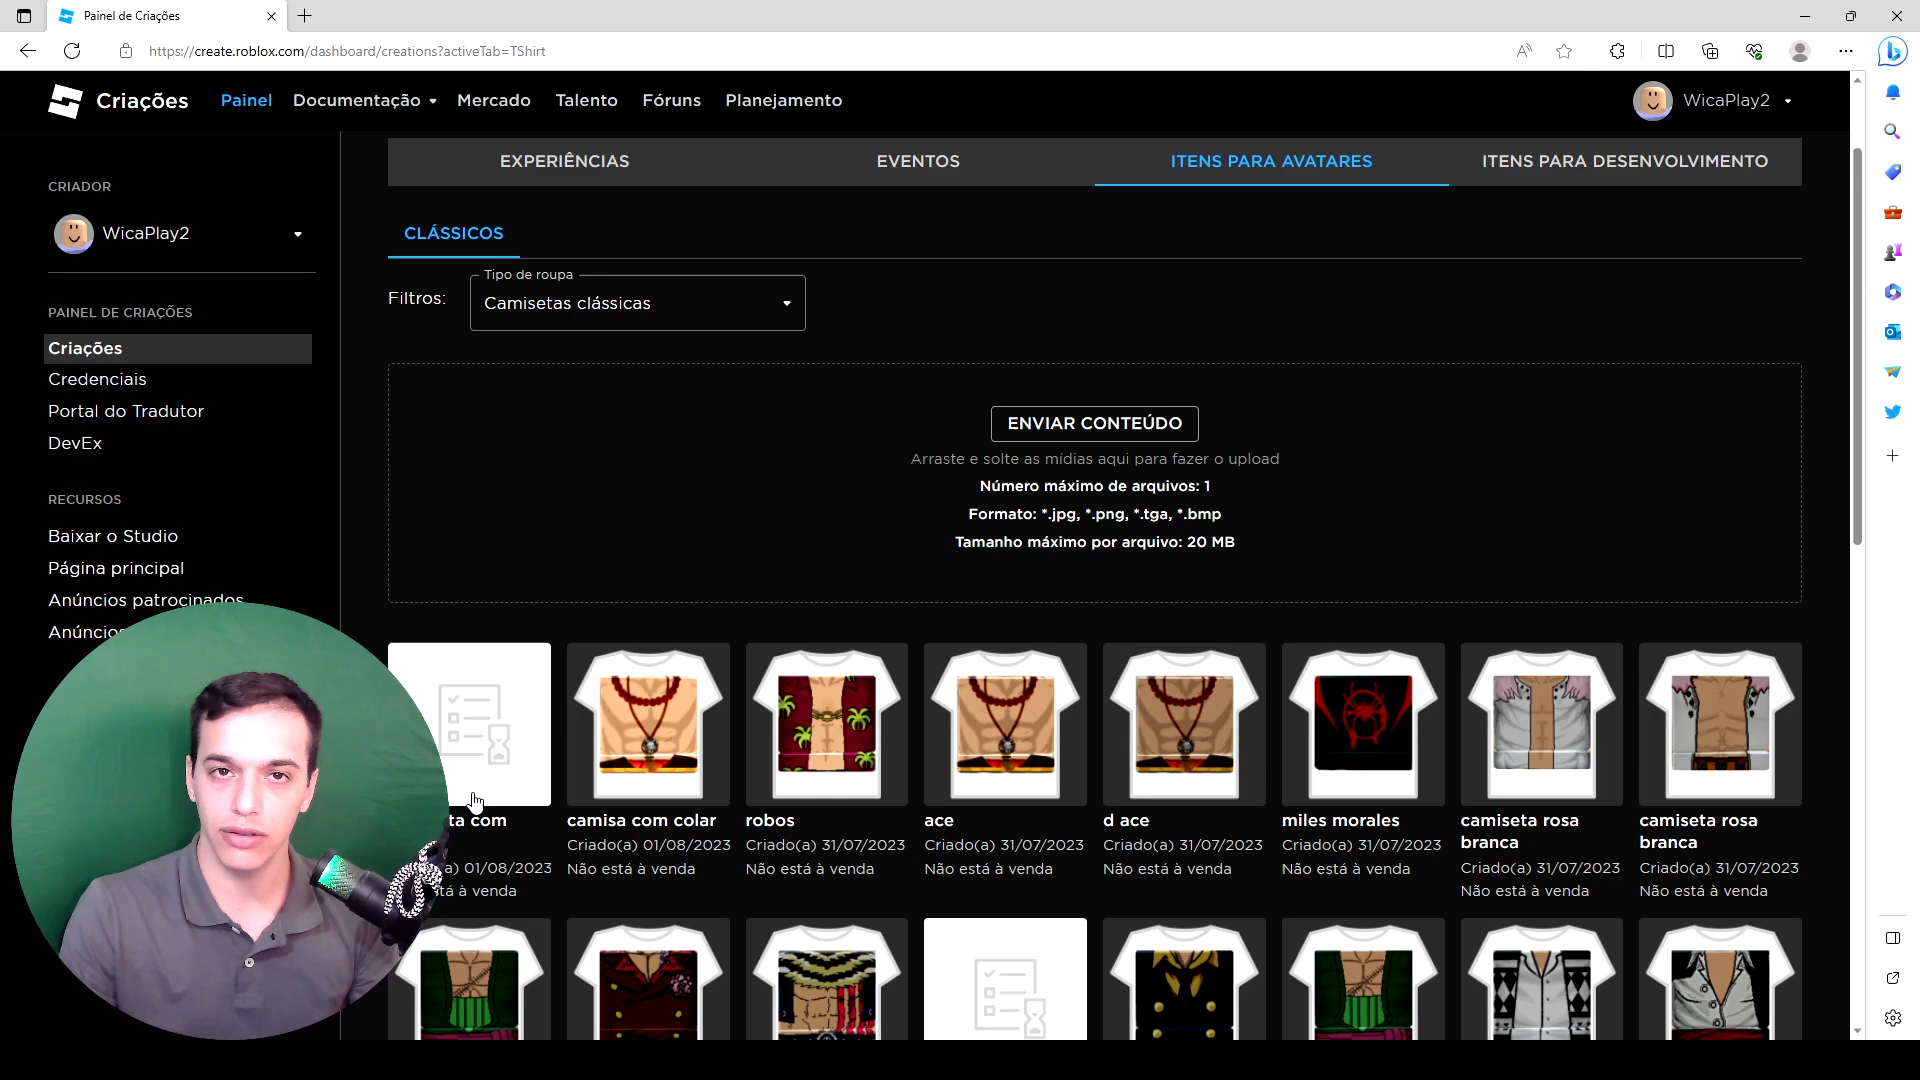 Painel de Criações
https://create.roblox.com/dashboard/creations?activeTab=TShirt
Criações
Painel
Documentação
Mercado
Talento
Fóruns
Planejamento
WicaPlay2
EXPERIÊNCIAS
EVENTOS
ITENS PARA AVATARES
ITENS PARA DESENVOLVIMENTO
CRIADOR
WicaPlay2
PAINEL DE CRIAÇÕES
Criações
Credenciais
Portal do Tradutor
DevEx
RECURSOS
Baixar o Studio
Página principal
Anúncios patrocinados
Anúncios
CLÁSSICOS
Filtros:
Tipo de roupa
Camisetas clássicas
ENVIAR CONTEÚDO
Arraste e solte as mídias aqui para fazer o upload
Número máximo de arquivos: 1
Formato: *.jpg, *.png, *.tga, *.bmp
Tamanho máximo por arquivo: 20 MB
ta com
a) 01/08/2023
tá à venda
camisa com colar
Criado(a) 01/08/2023
Não está à venda
robos
Criado(a) 31/07/2023
Não está à venda
ace
Criado(a) 31/07/2023
Não está à venda
d ace
Criado(a) 31/07/2023
Não está à venda
miles morales
Criado(a) 31/07/2023
Não está à venda
camiseta rosa
branca
Criado(a) 31/07/2023
Não está à venda
camiseta rosa
branca
Criado(a) 31/07/2023
Não está à venda